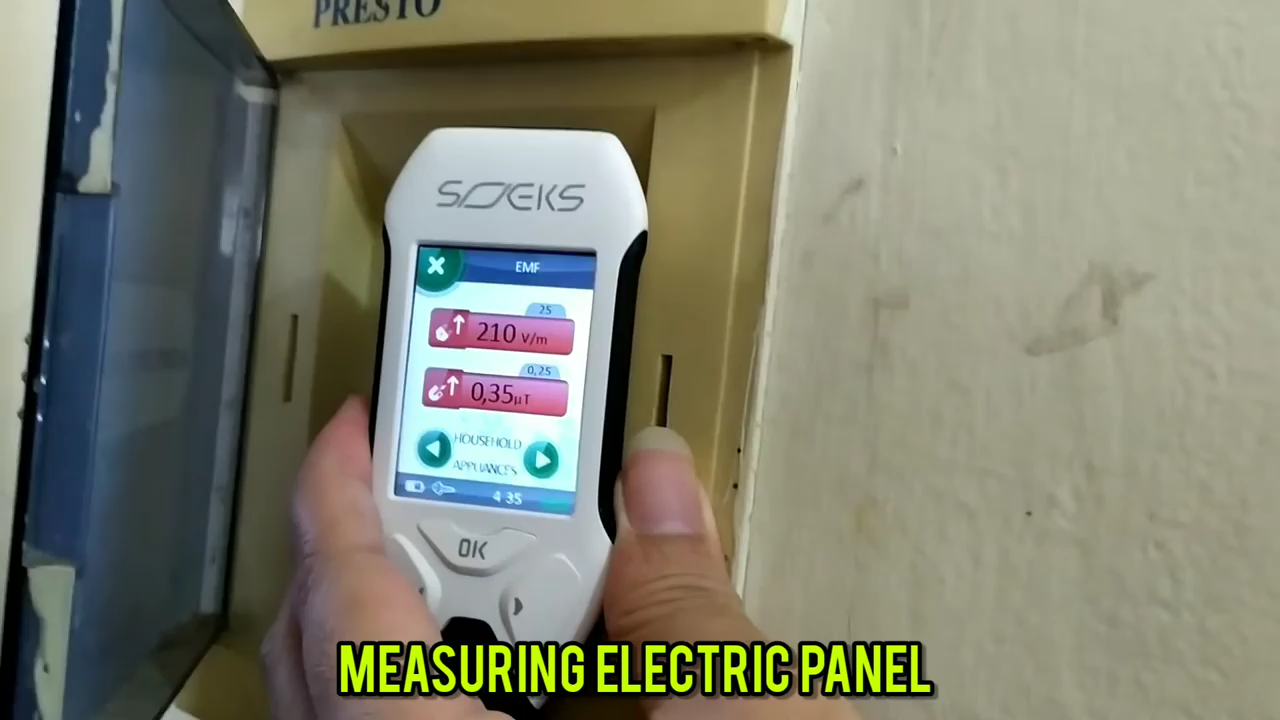 PRESTO
SOEKS
EMF
25
210 V/m
0,25
0,35µT
HOUSEHOLD
APPLIANCES
4 35
OK
MEASURING ELECTRIC PANEL